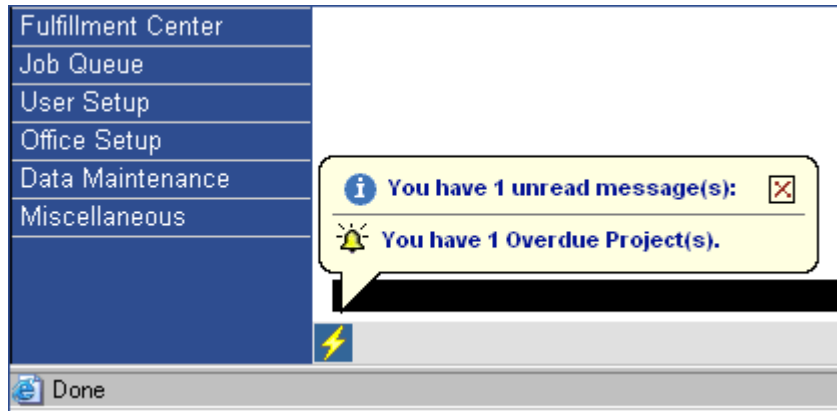 Fulfillment Center
Job Queue
User Setup
Office Setup
Data Maintenance
Miscellaneous
You have 1 unread message(s):
You have 1 Overdue Project(s).
Done